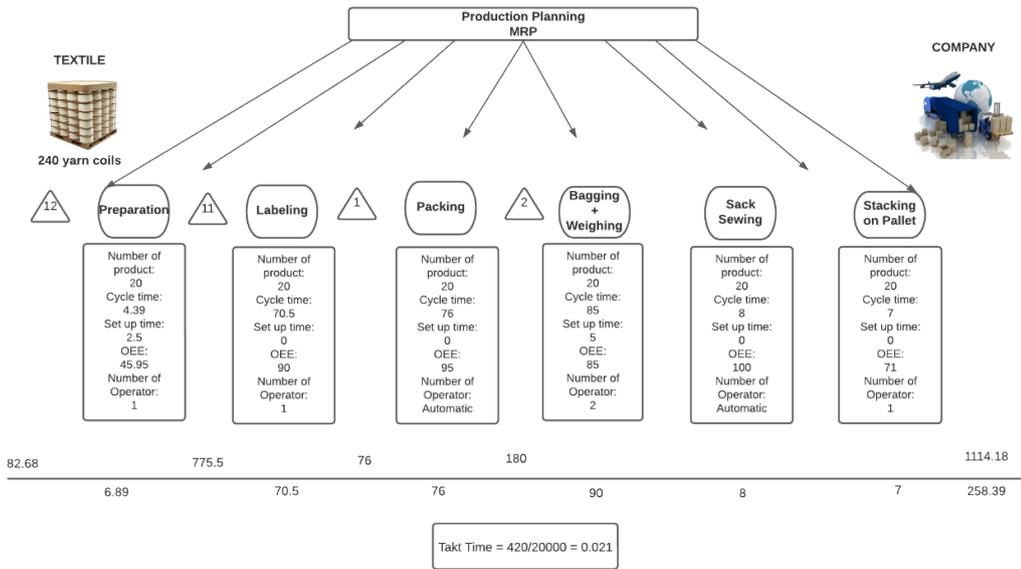 Production Planning
MRP
TEXTILE
COMPANY
240 yarn coils
12
Preparation
11
Labeling
1
Packing
2
Bagging
+
Weighing
Sack
Sewing
Stacking
on Pallet
Number of
product:
20
Cycle time:
4.39
Set up time:
2.5
OEE:
45.95
Number of
Operator:
1
Number of
product:
20
Cycle time:
70.5
Set up time:
0
OEE:
90
Number of
Operator:
1
Number of
product:
20
Cycle time:
76
Set up time:
0
OEE:
95
Number of
Operator:
Automatic
Number of
product:
20
Cycle time:
85
Set up time:
5
OEE:
85
Number of
Operator:
2
Number of
product:
20
Cycle time:
8
Set up time:
0
OEE:
100
Number of
Operator:
Automatic
Number of
product:
20
Cycle time:
7
Set up time:
0
OEE:
71
Number of
Operator:
1
82.68
775.5
76
180
1114.18
6.89
70.5
76
90
8
7
258.39
Takt Time = 420/20000 = 0.021